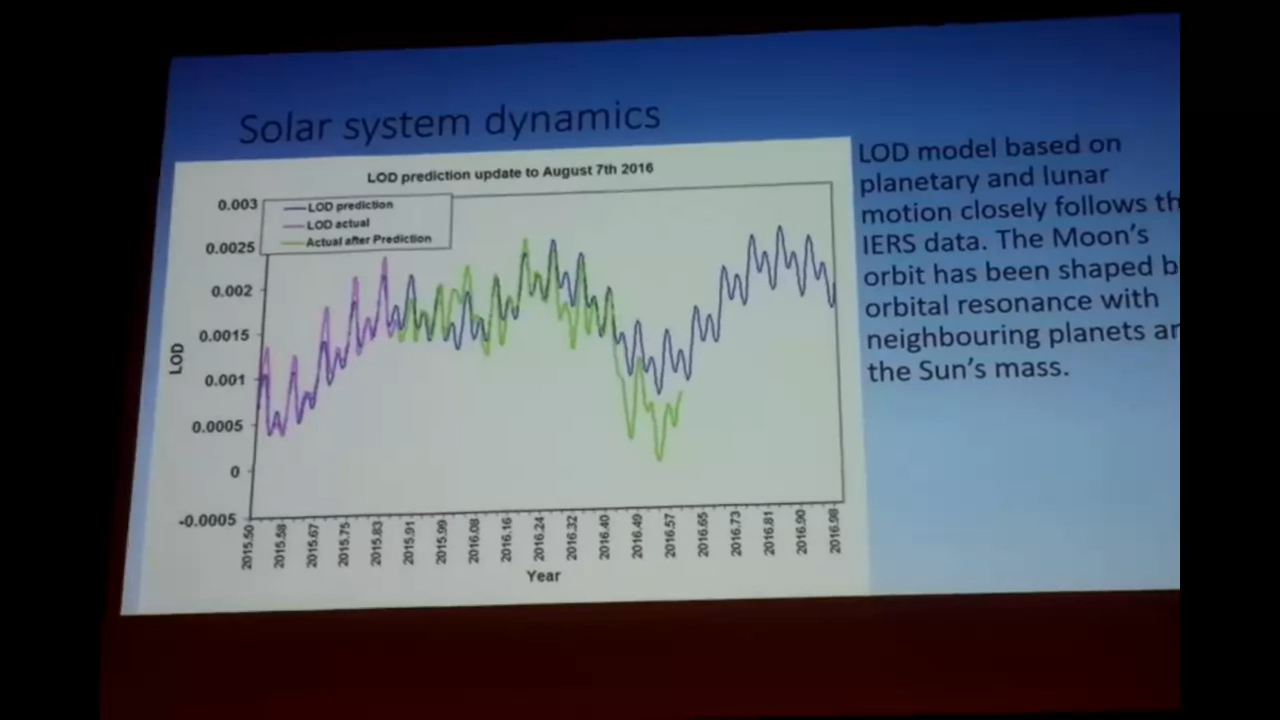 Solar system dynamics
LOD prediction update to August 7th 2016
LOD prediction
LOD actual
Actual after Prediction
0.003
0.0025
0.002
0.0015
0.001
0.0005
0
-0.0005
LOD
2015.50
2015.58
2015.67
2015.75
2015.83
2015.91
2015.99
2016.08
2016.16
2016.24
2016.32
2016.40
2016.49
2016.57
2016.65
2016.73
2016.81
2016.90
2016.98
Year
LOD model based on
planetary and lunar
motion closely follows th
IERS data. The Moon's
orbit has been shaped b
orbital resonance with
neighbouring planets ar
the Sun's mass.